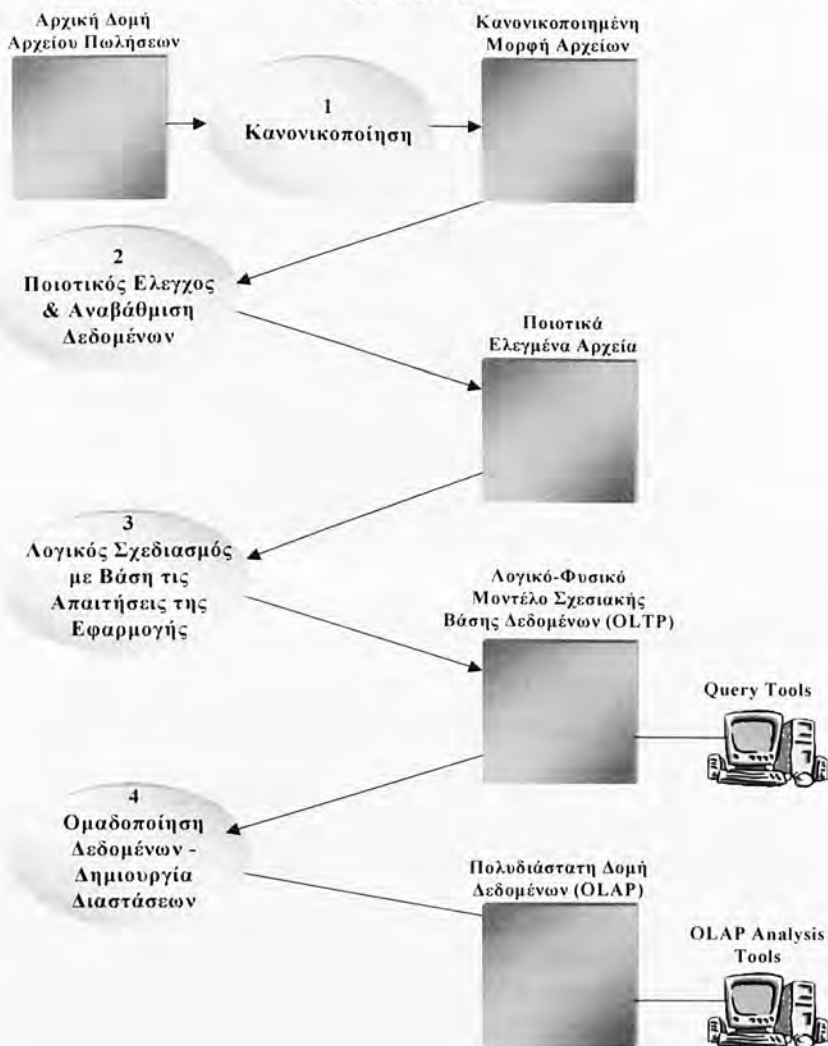 Αρχική Δομή
Αρχείου Πωλήσεων
1
Κανονικοποίηση
Κανονικοποιημένη
Μορφή Αρχείων
2
Ποιοτικός Ελεγχος
& Αναβάθμιση
Δεδομένων
Ποιοτικά
Ελεγμένα Αρχεία
3
Λογικός Σχεδιασμός
με Βάση τις
Απαιτήσεις της
Εφαρμογής
Λογικό-Φυσικό
Μοντέλο Σχεσιακής
Βάσης Δεδομένων (OLTP)
Query Tools
4
Ομαδοποίηση
Δεδομένων -
Δημιουργία
Διαστάσεων
Πολυδιάστατη Δομή
Δεδομένων (OLAP)
OLAP Analysis
Tools